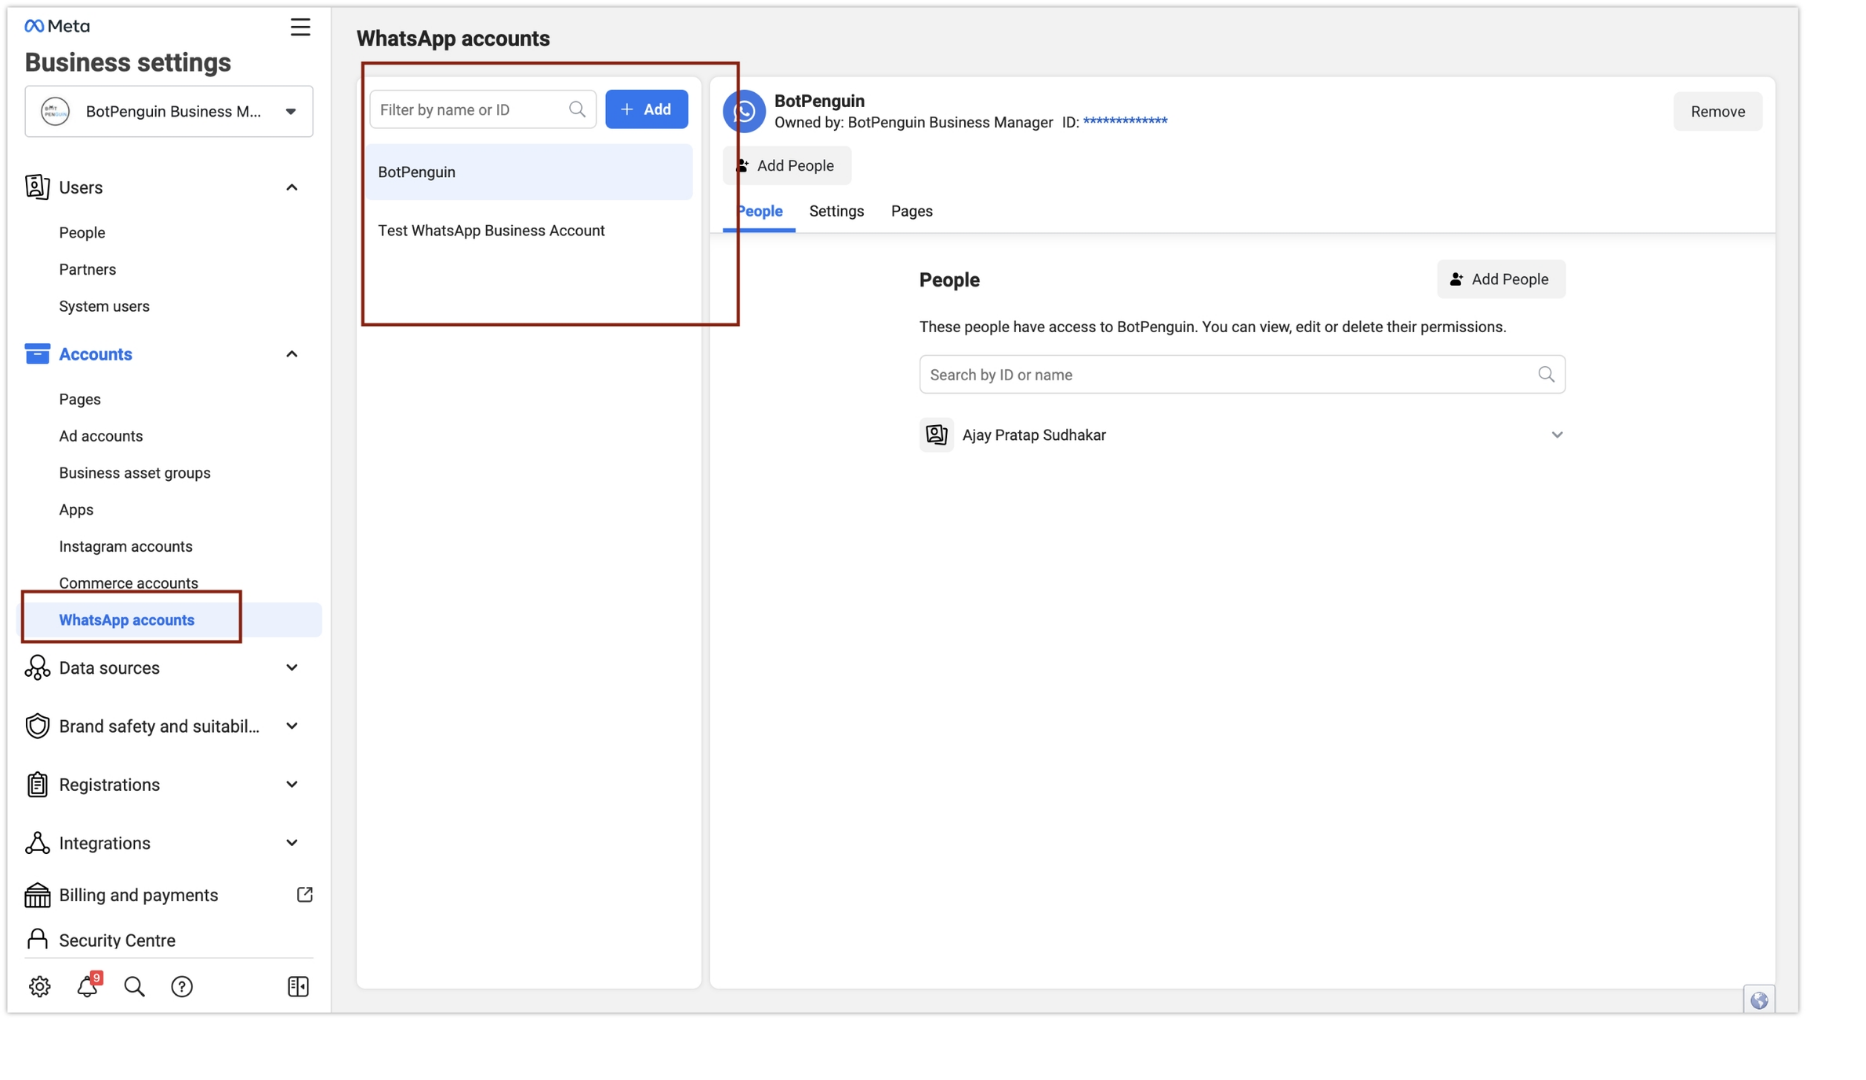 Meta
Business settings
BotPenguin Business M...
Users
People
Partners
System users
Accounts
Pages
Ad accounts
Business asset groups
Apps
Instagram accounts
Commerce accounts
WhatsApp accounts
Data sources
Brand safety and suitabil...
Registrations
Integrations
Billing and payments
Security Centre
9
WhatsApp accounts
Filter by name or ID
+ Add
BotPenguin
Test WhatsApp Business Account
BotPenguin
Owned by: BotPenguin Business Manager ID: *************
Remove
Add People
People Settings Pages
People
Add People
These people have access to BotPenguin. You can view, edit or delete their permissions.
Search by ID or name
Ajay Pratap Sudhakar